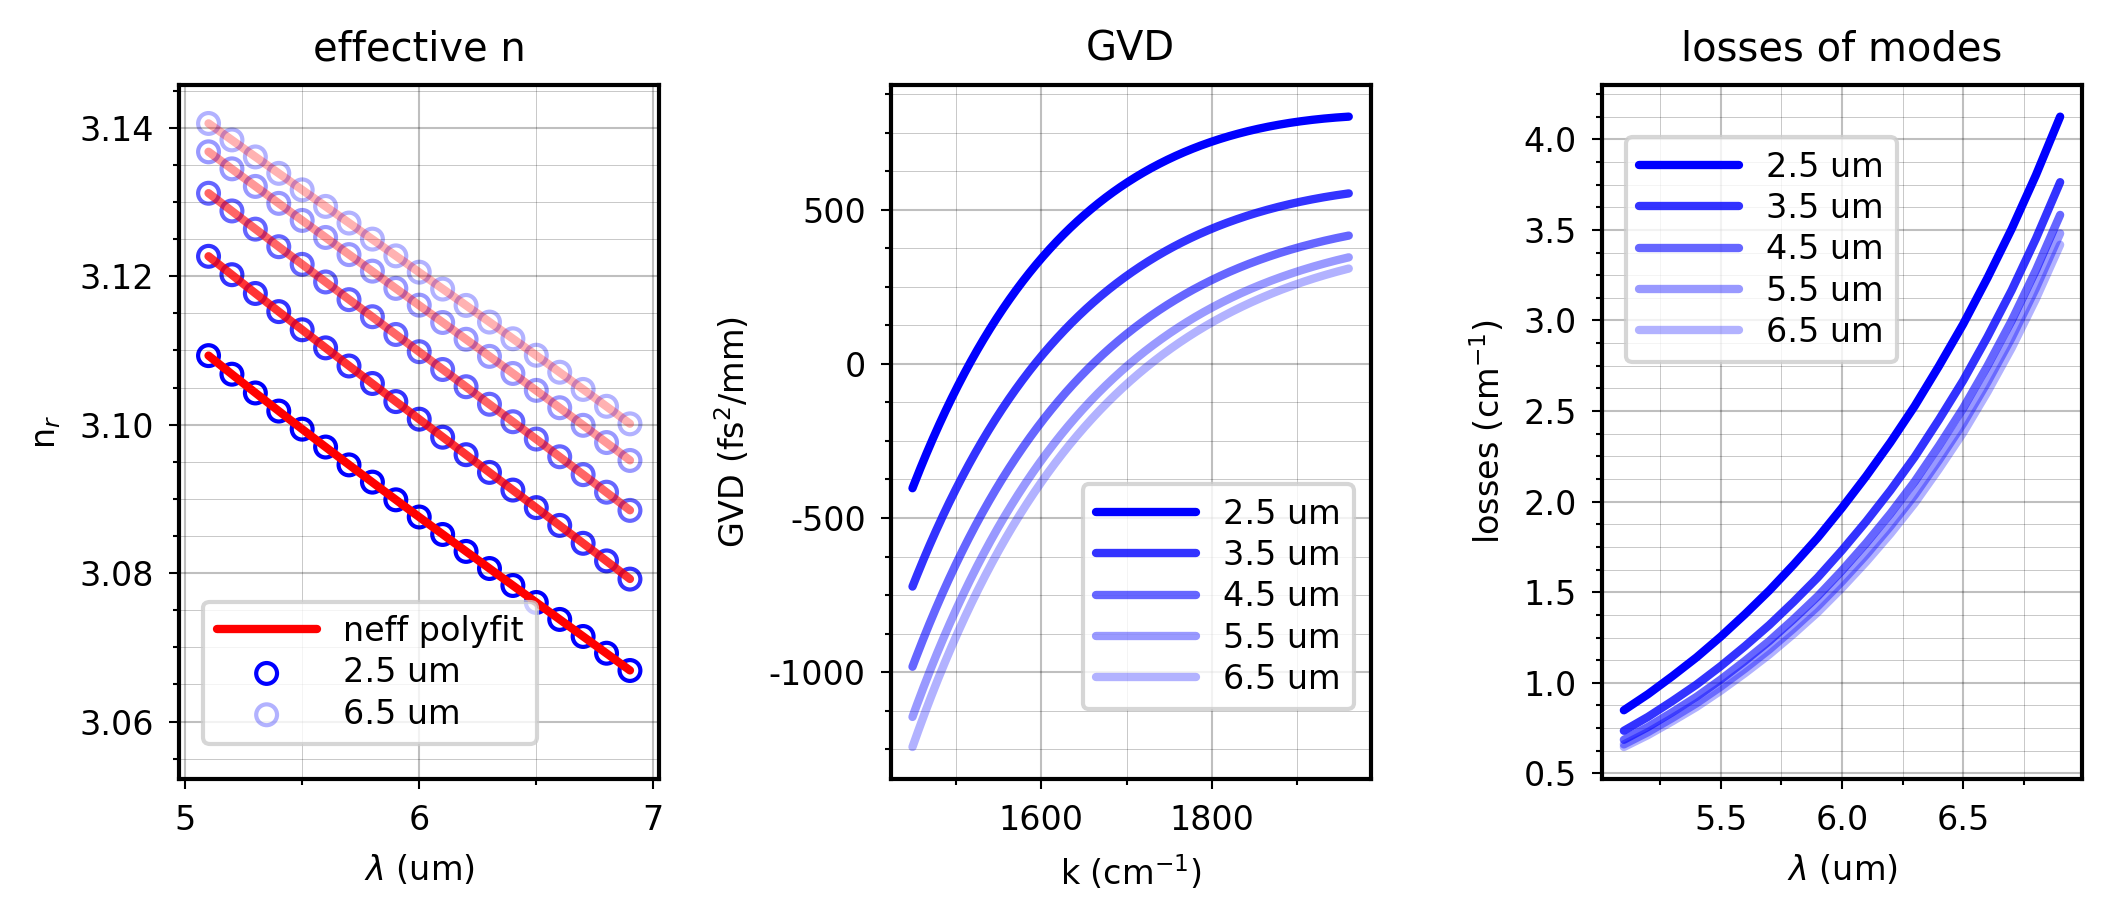 effective n
n_r
3.14
3.12
3.10
3.08
3.06
neff polyfit
2.5 um
6.5 um
5
6
7
λ (um)
GVD
GVD (fs²/mm)
500
0
-500
-1000
2.5 um
3.5 um
4.5 um
5.5 um
6.5 um
1600
1800
k (cm⁻¹)
losses of modes
losses (cm⁻¹)
4.0
3.5
3.0
2.5
2.0
1.5
1.0
0.5
2.5 um
3.5 um
4.5 um
5.5 um
6.5 um
5.5
6.0
6.5
λ (um)